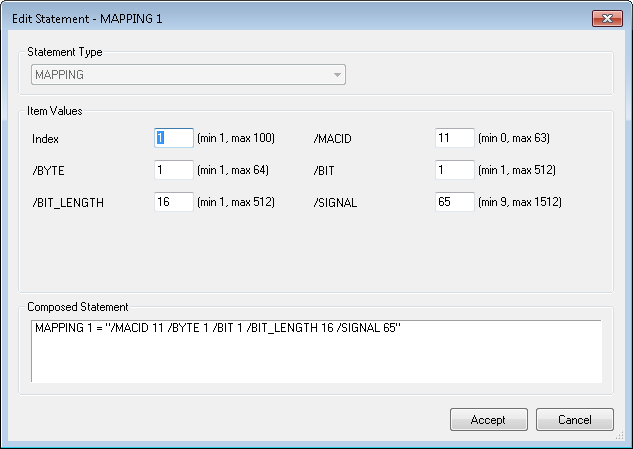 Edit Statement - MAPPING 1
Statement Type
MAPPING
Item Values
Index 1 (min 1, max 100) /MACID 11 (min 0, max 63)
/BYTE 1 (min 1, max 64) /BIT 1 (min 1, max 512)
/BIT_LENGTH 16 (min 1, max 512) /SIGNAL 65 (min 9, max 1512)
Composed Statement
MAPPING 1 = "/MACID 11 /BYTE 1 /BIT 1 /BIT_LENGTH 16 /SIGNAL 65"
Accept Cancel